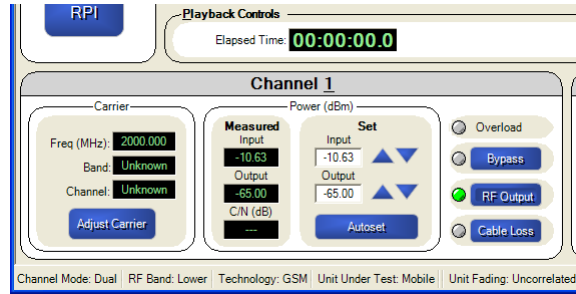 RPI
Playback Controls
Elapsed Time: 00:00:00.0
Channel 1
Carrier
Freq (MHz): 2000.000
Band: Unknown
Channel: Unknown
Adjust Carrier
Power (dBm)
Measured
Input
-10.63
Output
-65.00
C/N (dB)
---
Set
Input
-10.63
Output
-65.00
Autoset
Overload
Bypass
RF Output
Cable Loss
Channel Mode: Dual RF Band: Lower Technology: GSM Unit Under Test: Mobile Unit Fading: Uncorrelated